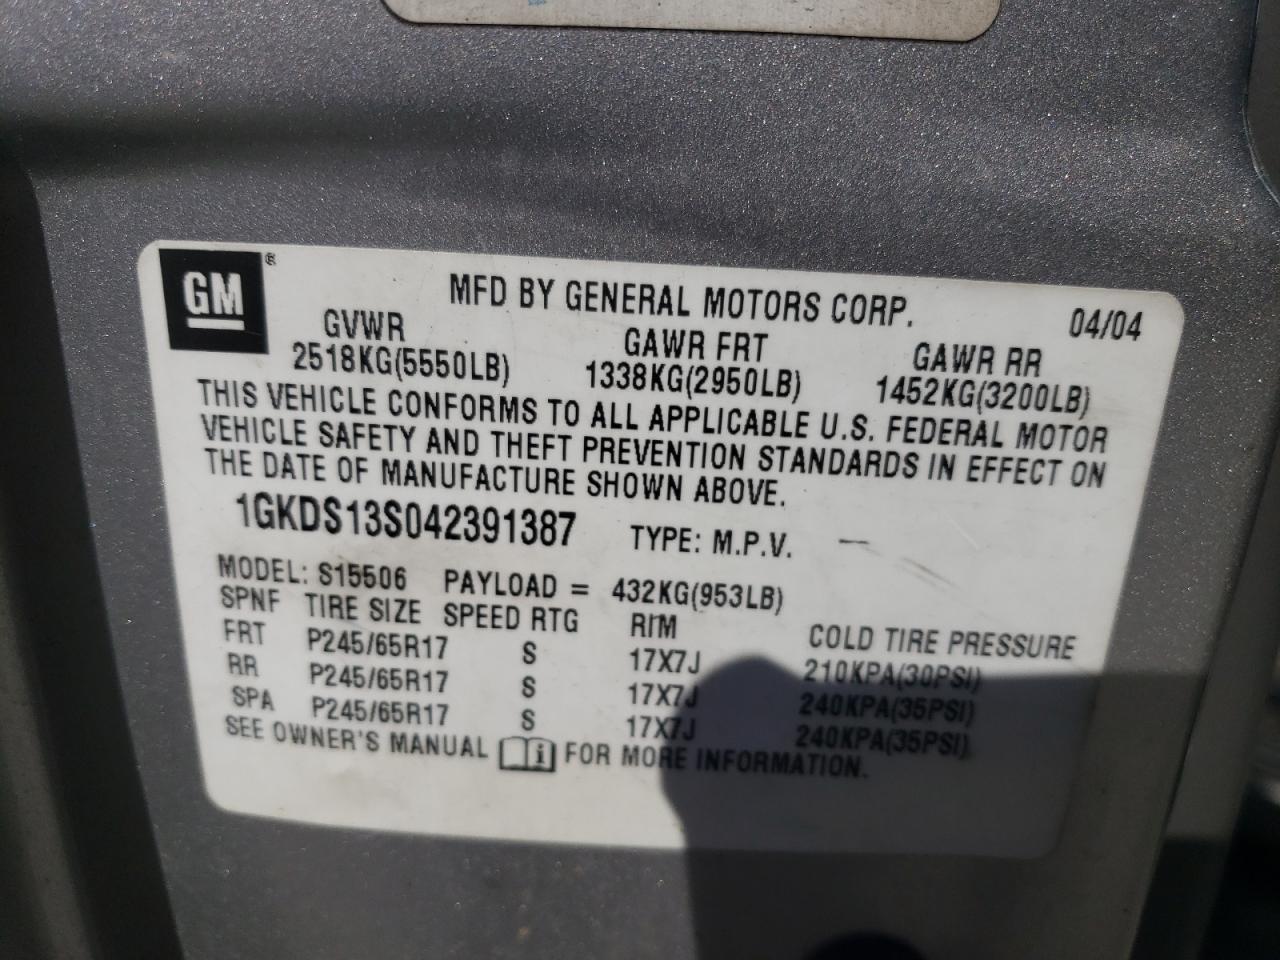 GM ® MFD BY GENERAL MOTORS CORP. 04/04
GVWR GAWR FRT GAWR RR
2518KG(5550LB) 1338KG(2950LB) 1452KG(3200LB)
THIS VEHICLE CONFORMS TO ALL APPLICABLE U.S. FEDERAL MOTOR
VEHICLE SAFETY AND THEFT PREVENTION STANDARDS IN EFFECT ON
THE DATE OF MANUFACTURE SHOWN ABOVE.
1GKDS13S042391387 TYPE: M.P.V.
MODEL: S15506 PAYLOAD = 432KG(953LB)
SPNF TIRE SIZE SPEED RTG RIM COLD TIRE PRESSURE
FRT P245/65R17 S 17X7J 210KPA(30PSI)
RR P245/65R17 S 17X7J 240KPA(35PSI)
SPA P245/65R17 S 17X7J 240KPA(35PSI)
SEE OWNER'S MANUAL i FOR MORE INFORMATION.